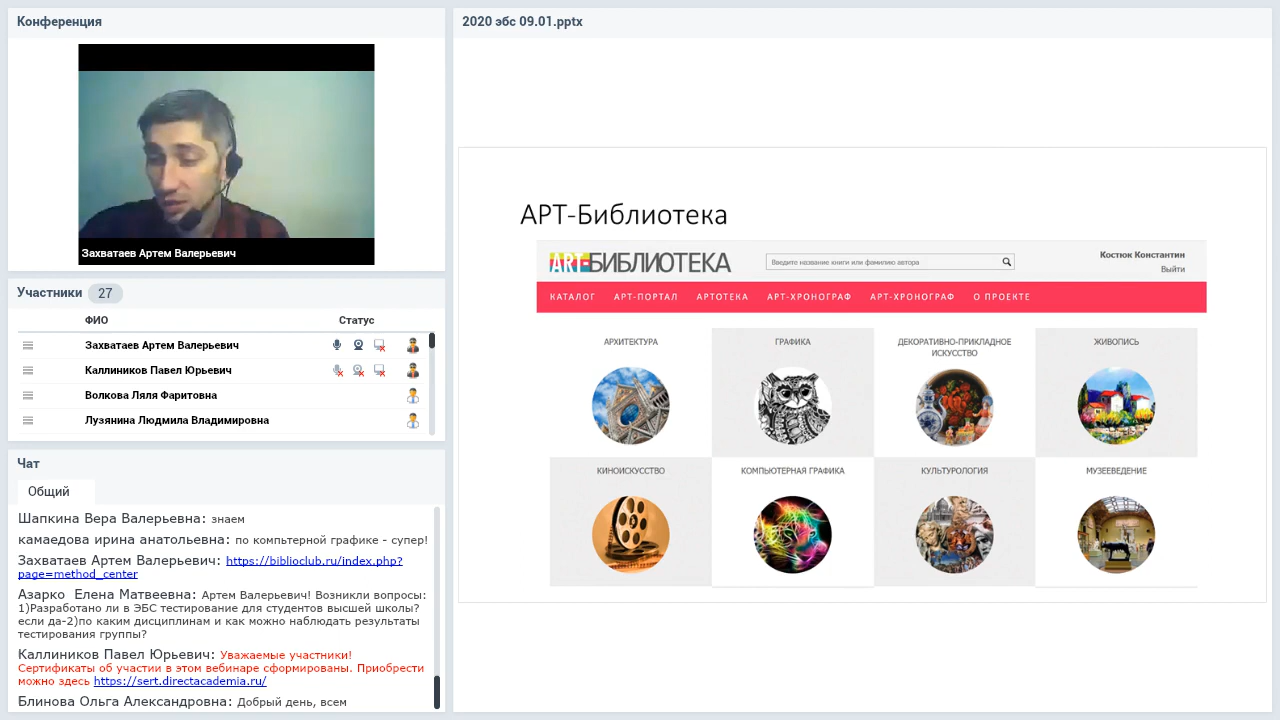 Конференция
Захватаев Артем Валерьевич
Участники 27
ФИО Статус
Захватаев Артем Валерьевич
Каллиников Павел Юрьевич
Волкова Ляля Фаритовна
Лузянина Людмила Владимировна
Чат
Общий
Шапкина Вера Валерьевна: знаем
камаедова ирина анатольевна: по компьтерной графике - супер!
Захватаев Артем Валерьевич: https://biblioclub.ru/index.php?
page=method_center
Азарко Елена Матвеевна: Артем Валерьевич! Возникли вопросы:
1)Разработано ли в ЭБС тестирование для студентов высшей школы?
если да-2)по каким дисциплинам и как можно наблюдать результаты
тестирования группы?
Каллиников Павел Юрьевич: Уважаемые участники!
Сертификаты об участии в этом вебинаре сформированы. Приобрести
можно здесь https://sert.directacademia.ru/
Блинова Ольга Александровна: Добрый день, всем
2020 эбс 09.01.pptx
АРТ-Библиотека
ART-БИБЛИОТЕКА
Введите название книги или фамилию автора
Костюк Константин
Выйти
КАТАЛОГ АРТ-ПОРТАЛ АРТОТЕКА АРТ-ХРОНОГРАФ АРТ-ХРОНОГРАФ О ПРОЕКТЕ
АРХИТЕКТУРА ГРАФИКА ДЕКОРАТИВНО-ПРИКЛАДНОЕ ЖИВОПИСЬ
ИСКУССТВО
КИНОИСКУССТВО КОМПЬЮТЕРНАЯ ГРАФИКА КУЛЬТУРОЛОГИЯ МУЗЕЕВЕДЕНИЕ